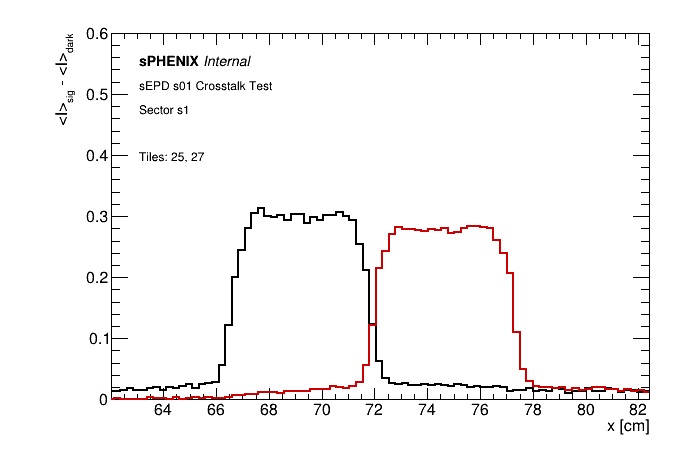 0.6
0.5
0.4
0.3
0.2
0.1
0
<I>sig - <I>dark
sPHENIX Internal
sEPD s01 Crosstalk Test
Sector s1
Tiles: 25, 27
64 66 68 70 72 74 76 78 80 82
x [cm]